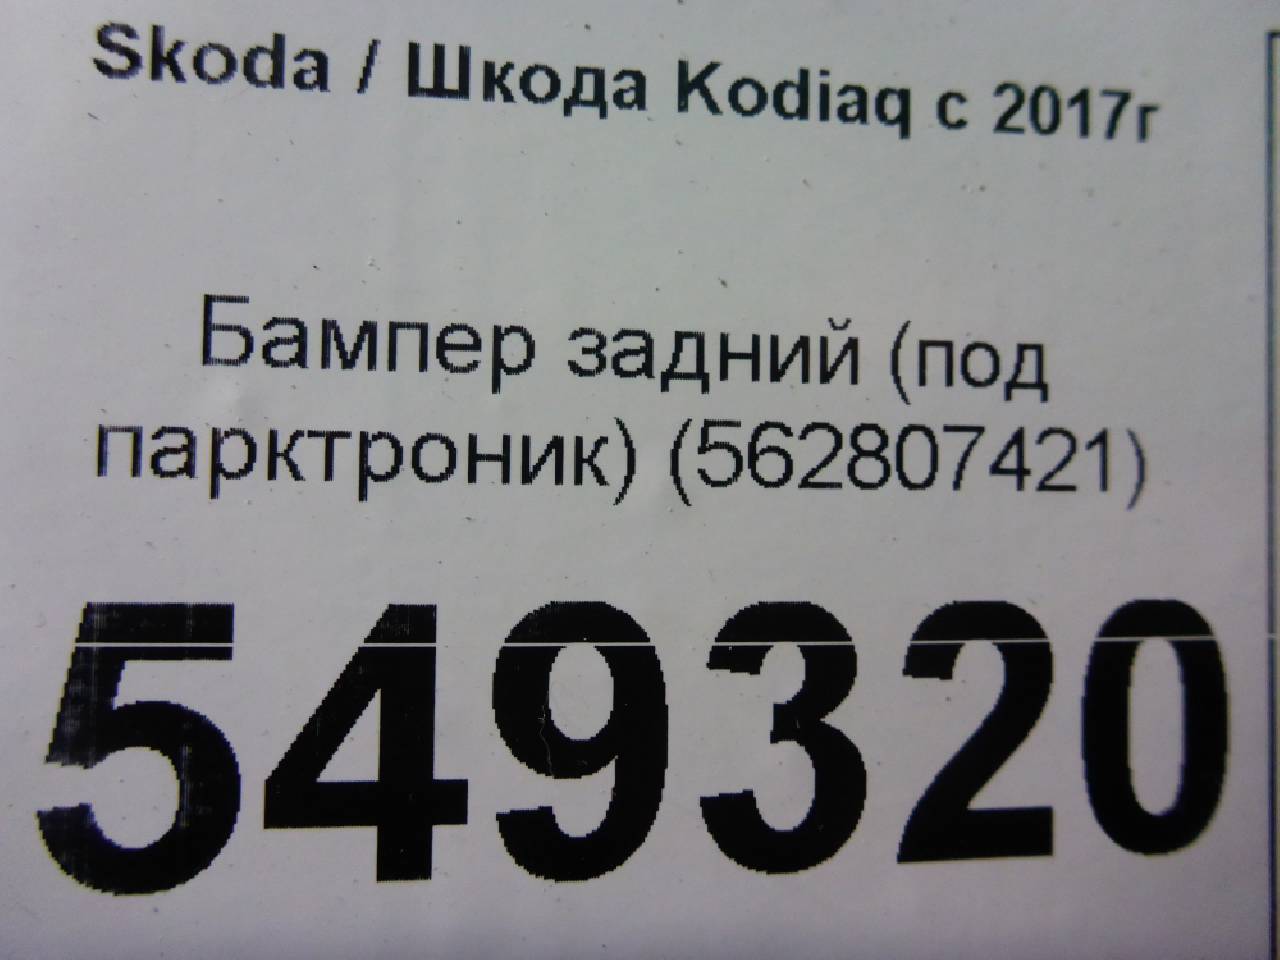 Skoda / Шкода Kodiaq с 2017г
Бампер задний (под
парктроник) (562807421)
549320